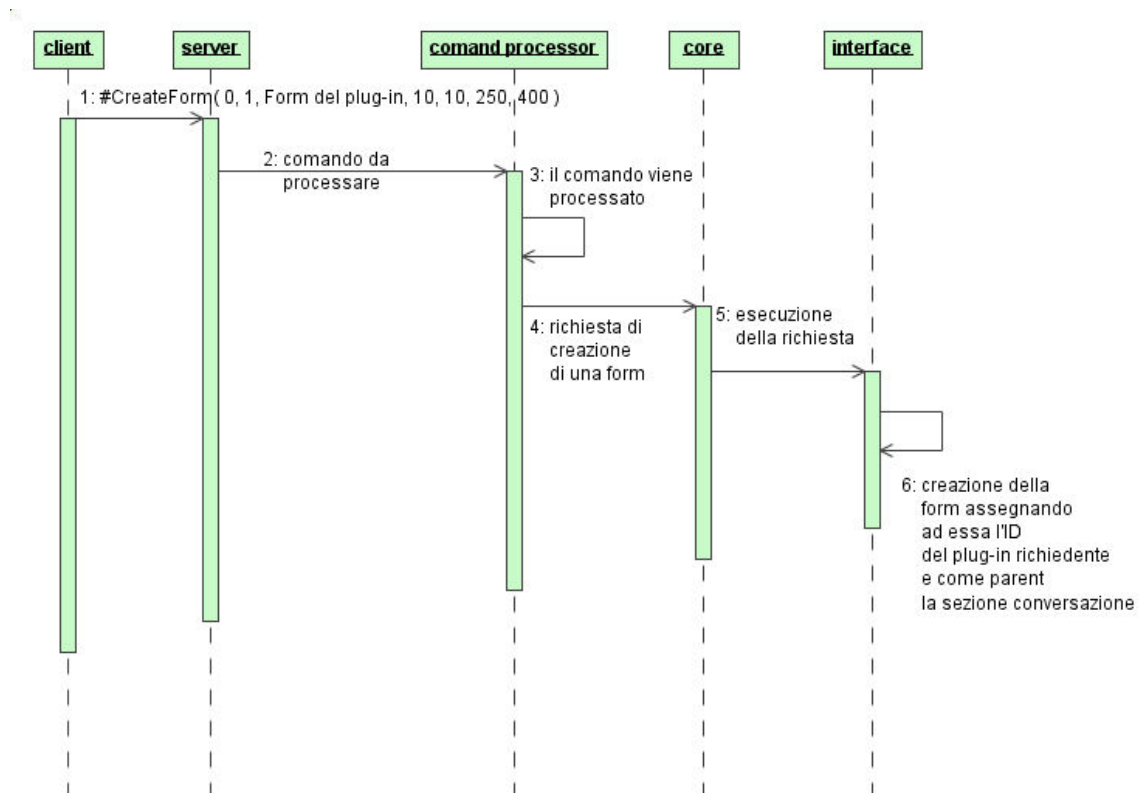 client
server
comand processor
core
interface
1: #CreateForm( 0, 1, Form del plug-in, 10, 10, 250, 400 )
2: comando da
processare
3: il comando viene
processato
4: richiesta di
creazione
di una form
5: esecuzione
della richiesta
6: creazione della
form assegnando
ad essa l'ID
del plug-in richiedente
e come parent
la sezione conversazione